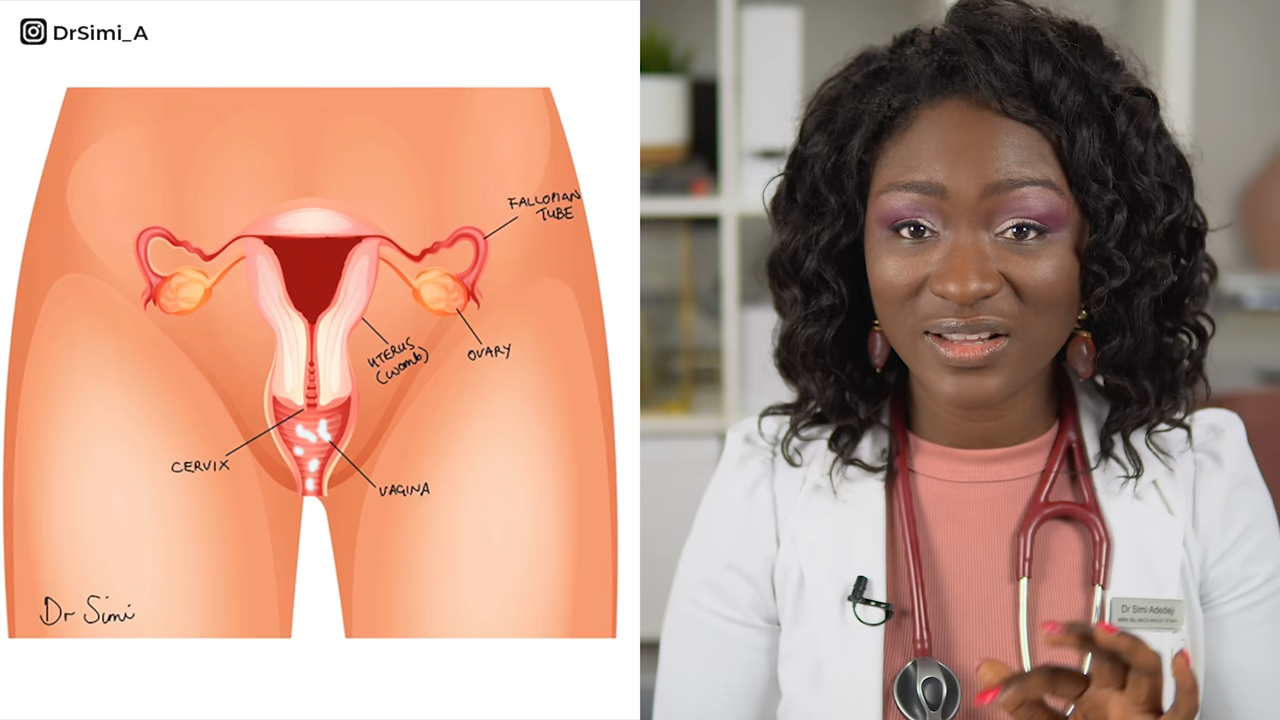 DrSimi_A
FALLOPIAN
TUBE
UTERUS
(womb)
OVARY
CERVIX
VAGINA
Dr Simi
Dr Simi Adedeji